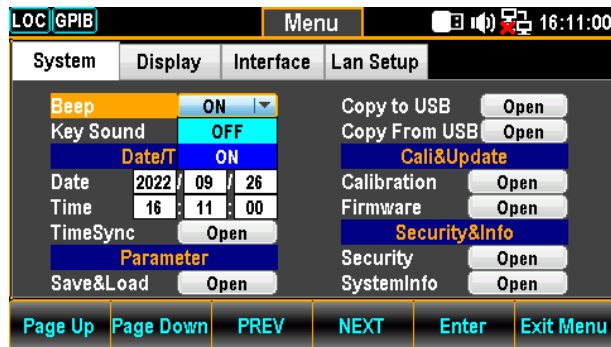 LOC GPIB Menu 16:11:00
System Display Interface Lan Setup
Beep ON
Key Sound OFF
Date/T ON
Date 2022 / 09 / 26
Time 16 : 11 : 00
TimeSync Open
Parameter
Save&Load Open
Copy to USB Open
Copy From USB Open
Cali&Update
Calibration Open
Firmware Open
Security&Info
Security Open
SystemInfo Open
Page Up Page Down PREV NEXT Enter Exit Menu